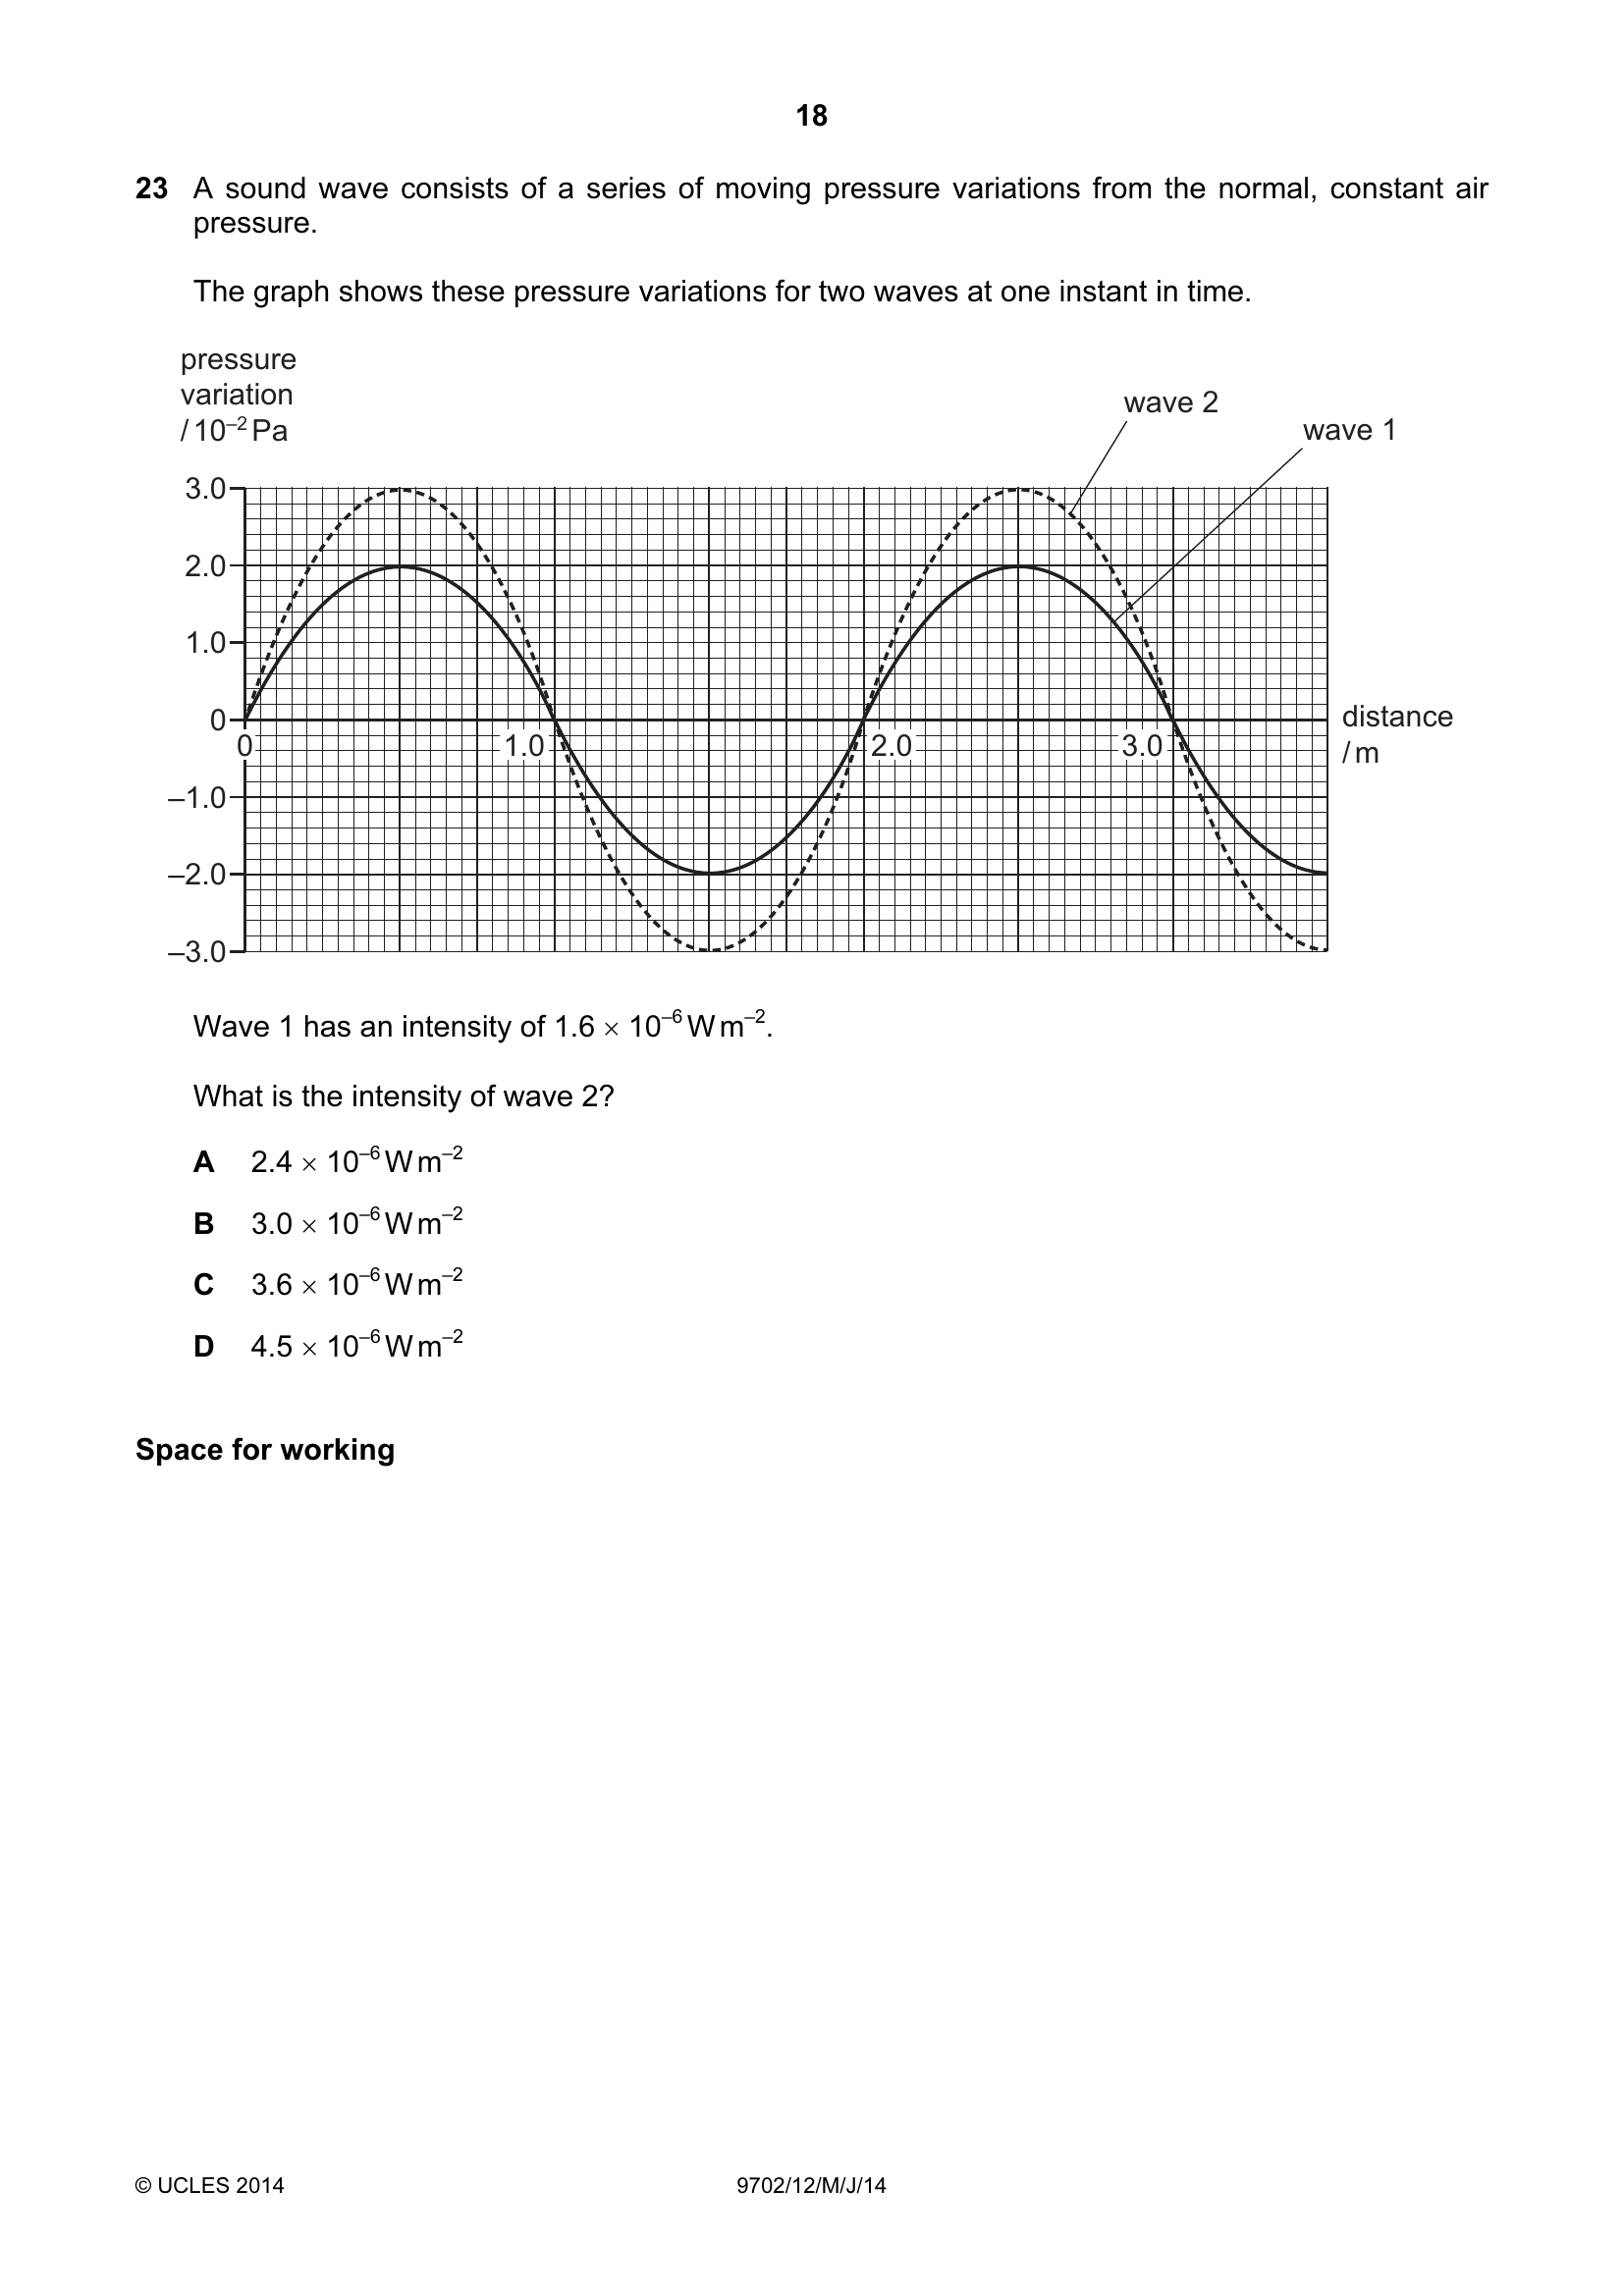 18
23 A sound wave consists of a series of moving pressure variations from the normal, constant air
pressure.
The graph shows these pressure variations for two waves at one instant in time.
pressure
variation
/ 10⁻² Pa
wave 2
wave 1
3.0
2.0
1.0
0
0 1.0 2.0 3.0
distance
/ m
–1.0
–2.0
–3.0
Wave 1 has an intensity of 1.6 × 10⁻⁶ W m⁻².
What is the intensity of wave 2?
A 2.4 × 10⁻⁶ W m⁻²
B 3.0 × 10⁻⁶ W m⁻²
C 3.6 × 10⁻⁶ W m⁻²
D 4.5 × 10⁻⁶ W m⁻²
Space for working
© UCLES 2014 9702/12/M/J/14